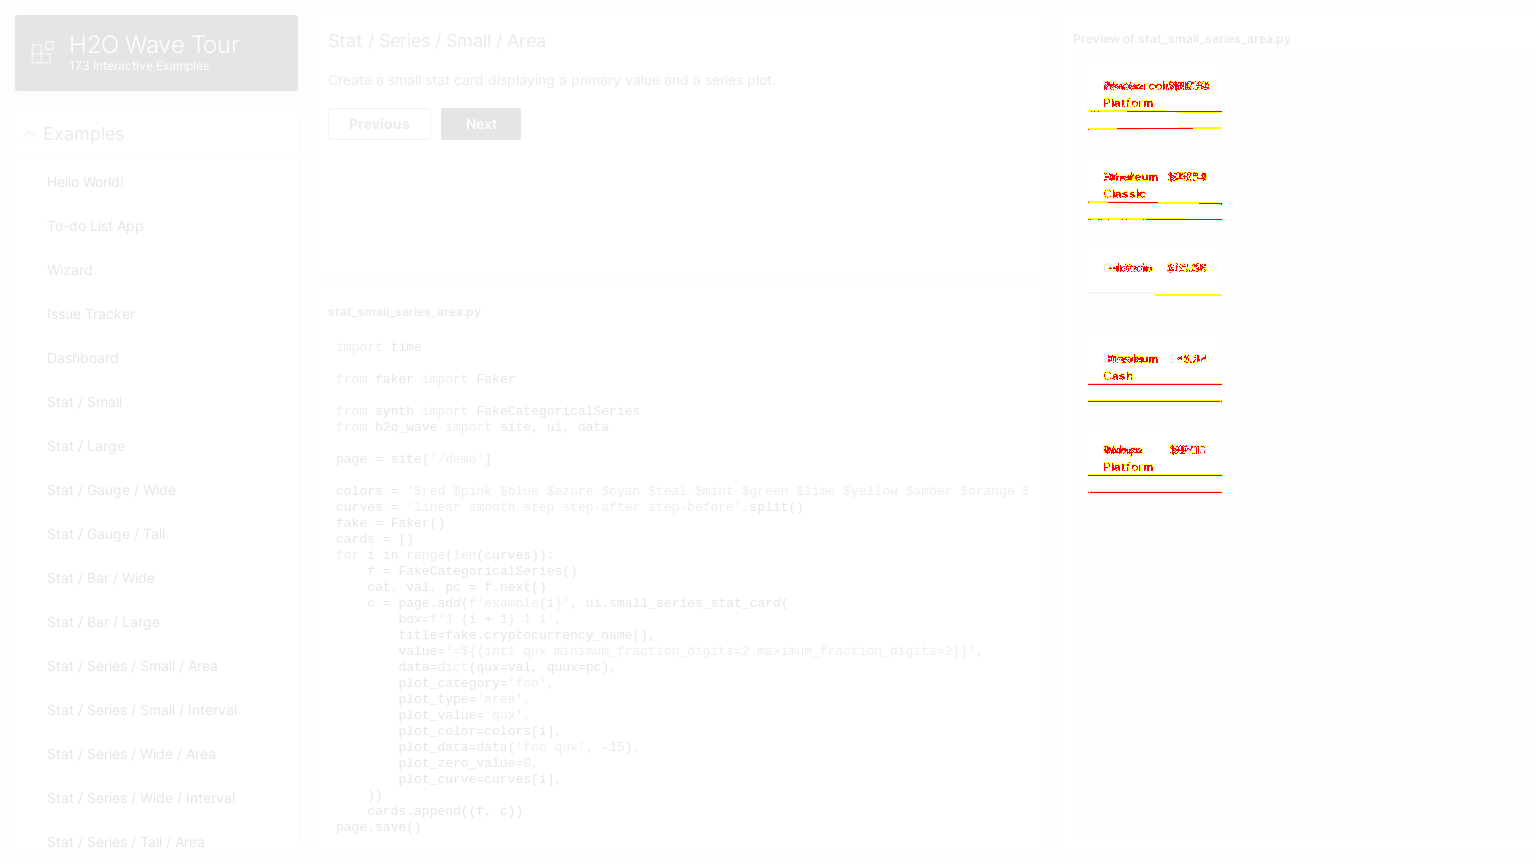 H2O Wave Tour
173 Interactive Examples
Examples
Hello World!
To-do List App
Wizard
Issue Tracker
Dashboard
Stat / Small
Stat / Large
Stat / Gauge / Wide
Stat / Gauge / Tall
Stat / Bar / Wide
Stat / Bar / Large
Stat / Series / Small / Area
Stat / Series / Small / Interval
Stat / Series / Wide / Area
Stat / Series / Wide / Interval
Stat / Series / Tall / Area
Stat / Series / Small / Area
Create a small stat card displaying a primary value and a series plot.
Previous
Next
stat_small_series_area.py
import time
from faker import Faker
from synth import FakeCategoricalSeries
from h2o_wave import site, ui, data
page = site['/demo']
colors = '$red $pink $blue $azure $cyan $teal $mint $green $lime $yellow $amber $orange $
curves = 'linear smooth step step-after step-before'.split()
fake = Faker()
cards = []
for i in range(len(curves)):
f = FakeCategoricalSeries()
cat, val, pc = f.next()
c = page.add(f'example{i}', ui.small_series_stat_card(
box=f'1 {i + 1} 1 1',
title=fake.cryptocurrency_name(),
value='=${{intl qux minimum_fraction_digits=2 maximum_fraction_digits=2}}',
data=dict(qux=val, quux=pc),
plot_category='foo',
plot_type='area',
plot_value='qux',
plot_color=colors[i],
plot_data=data('foo qux', -15),
plot_zero_value=0,
plot_curve=curves[i],
))
cards.append((f, c))
page.save()
Preview of stat_small_series_area.py
Platform
Classic
Cash
Platform